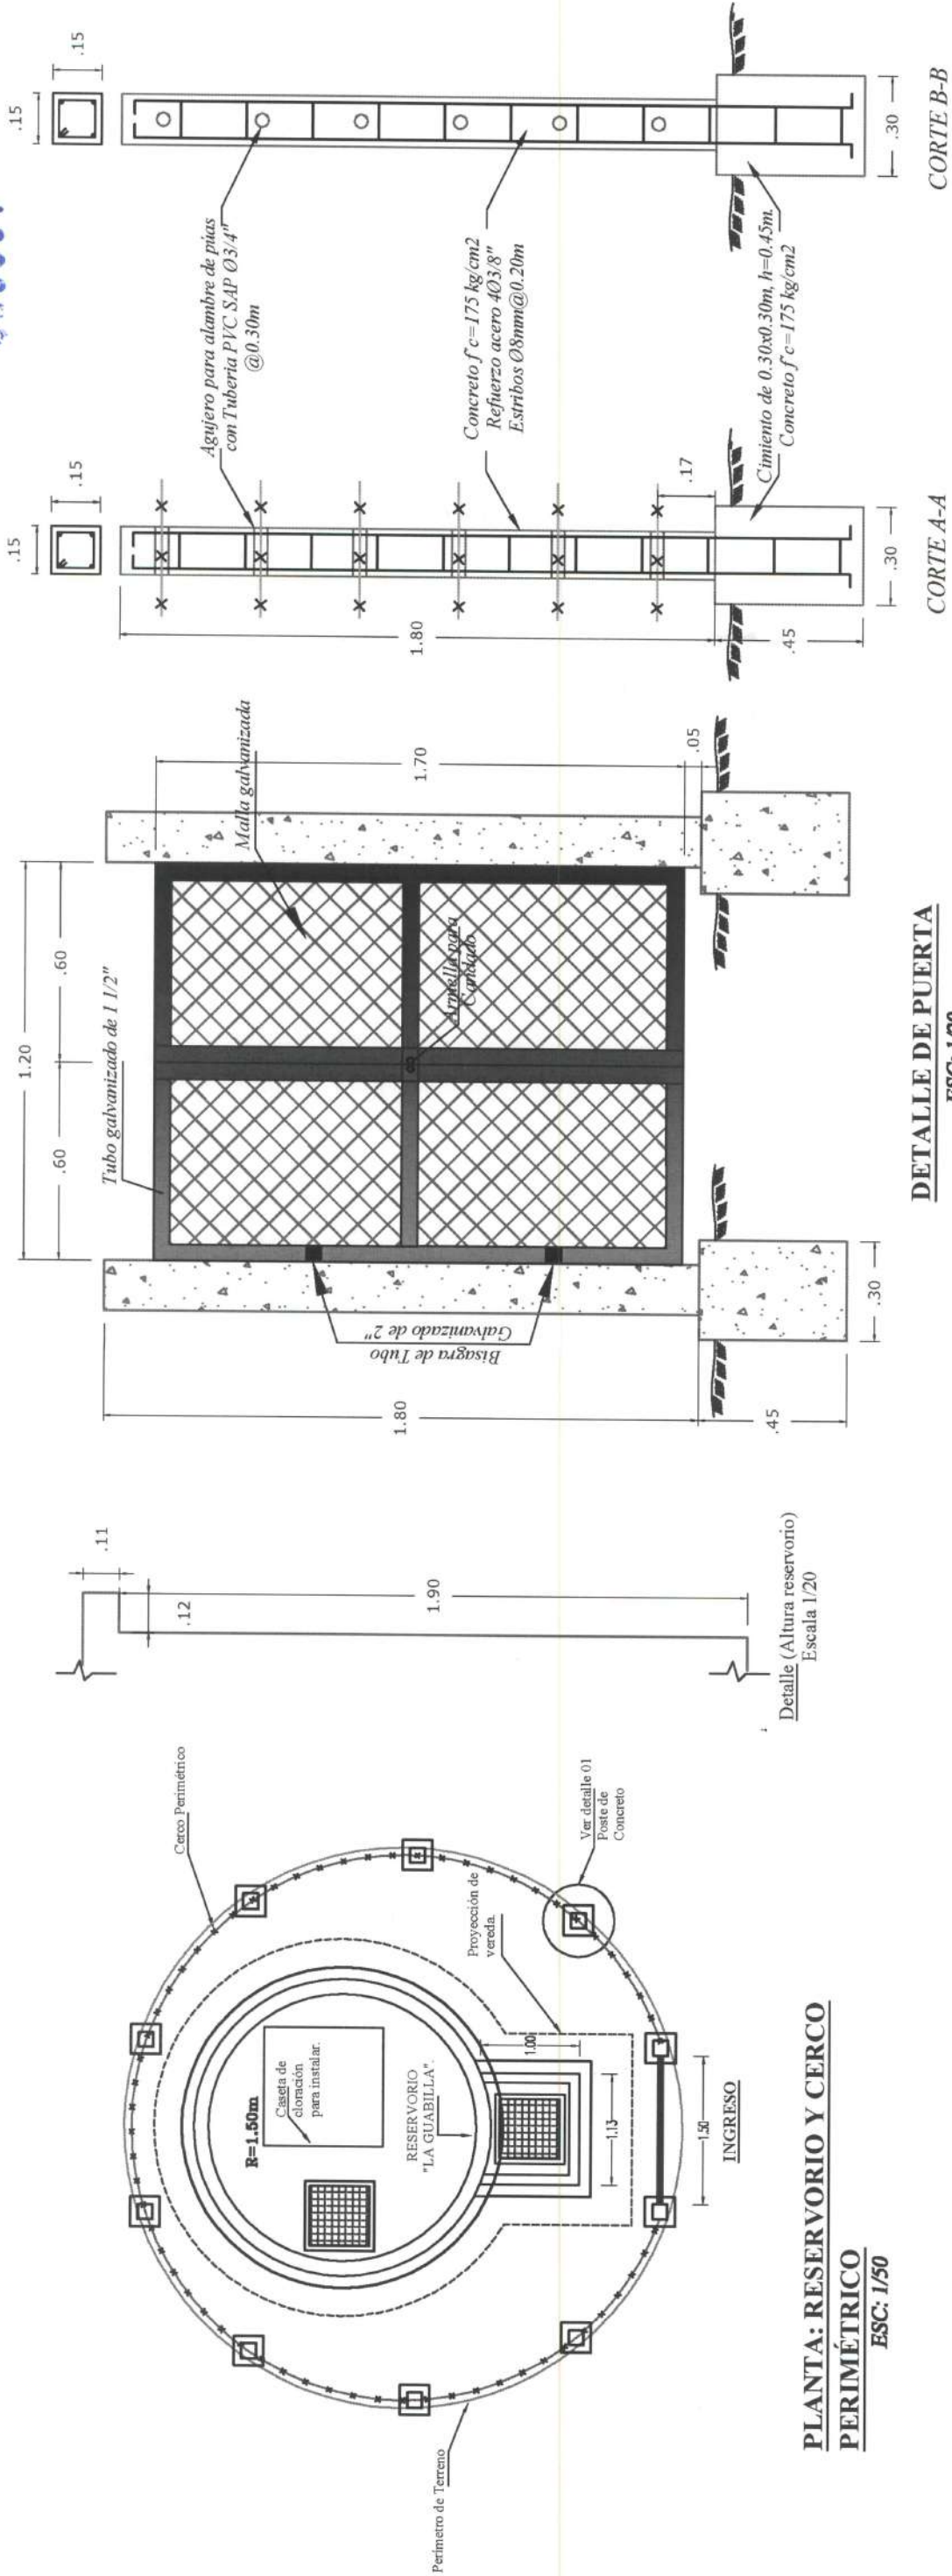 Cerco Perimétrico
Perimetro de Terreno
R=1.50m
Caseta de
cloración
para instalar.
RESERVORIO
"LA GUABILLA".
Proyección de
vereda.
Ver detalle 01
Poste de
Concreto
1.00
1.13
1.50
INGRESO
PLANTA: RESERVORIO Y CERCO
PERIMÉTRICO
ESC: 1/50
.11
.12
1.90
Detalle (Altura reservorio)
Escala 1/20
1.20
.60
.60
Tubo galvanizado de 1 1/2"
Malla galvanizada
Armella para
Candado
Bisagra de Tubo
Galvanizado de 2"
1.80
.45
.30
1.70
.05
DETALLE DE PUERTA
.15
.15
1.80
.45
.17
.30
CORTE A-A
Agujero para alambre de púas
con Tuberia PVC SAP Ø3/4"
@0.30m
Concreto f'c=175 kg/cm2
Refuerzo acero 4Ø3/8"
Estribos Ø8mm@0.20m
Cimiento de 0.30x0.30m, h=0.45m.
Concreto f'c=175 kg/cm2
.15
.15
.30
CORTE B-B